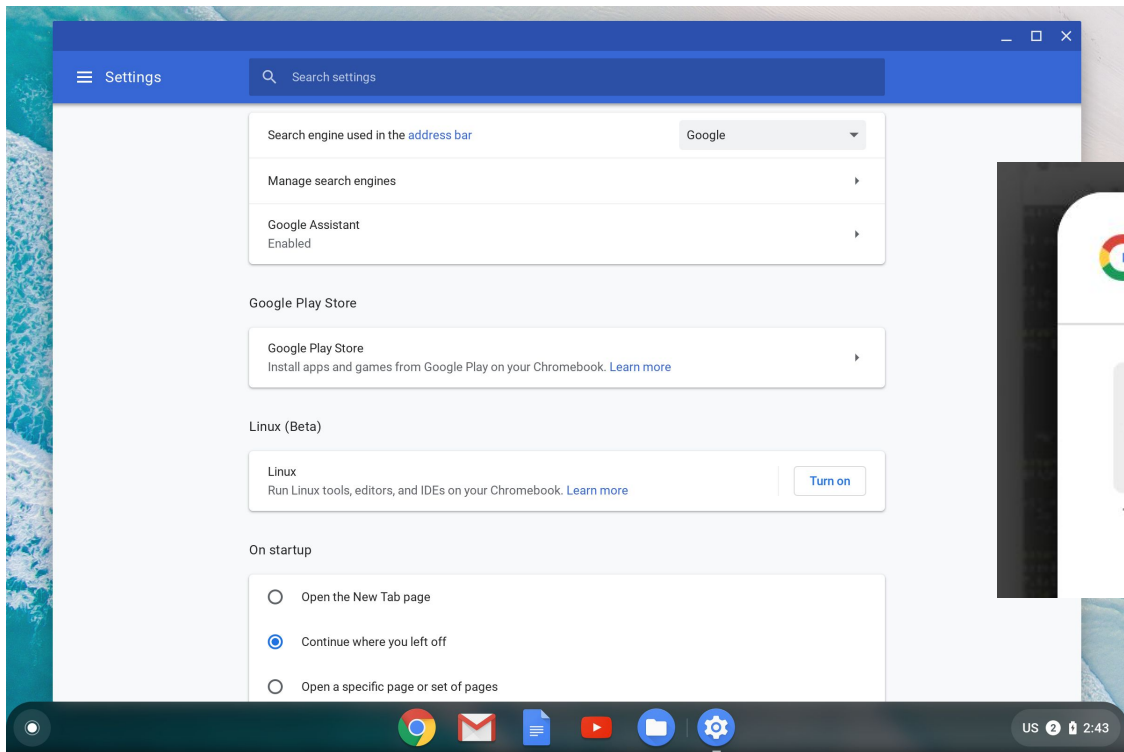 Settings
Search settings
Search engine used in the address bar
Google
Manage search engines
Google Assistant
Enabled
Google Play Store
Google Play Store
Install apps and games from Google Play on your Chromebook. Learn more
Linux (Beta)
Linux
Run Linux tools, editors, and IDEs on your Chromebook. Learn more
Turn on
On startup
Open the New Tab page
Continue where you left off
Open a specific page or set of pages
US 2 2:43